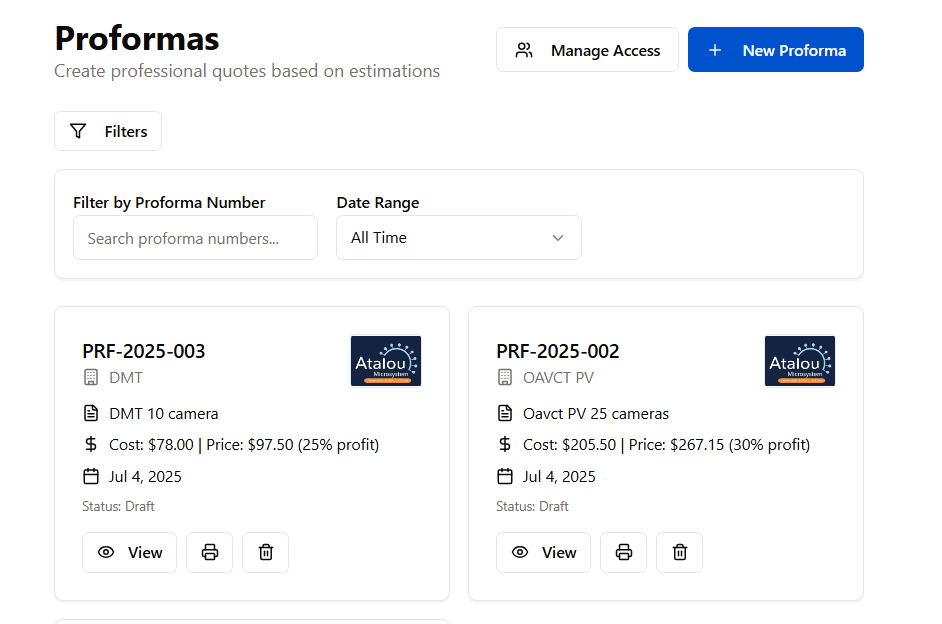 Proformas
Create professional quotes based on estimations
Manage Access
New Proforma
Filters
Filter by Proforma Number
Search proforma numbers...
Date Range
All Time
PRF-2025-003
DMT
Atalou
Microsystem
DMT 10 camera
Cost: $78.00 | Price: $97.50 (25% profit)
Jul 4, 2025
Status: Draft
View
PRF-2025-002
OAVCT PV
Atalou
Microsystem
Oavct PV 25 cameras
Cost: $205.50 | Price: $267.15 (30% profit)
Jul 4, 2025
Status: Draft
View